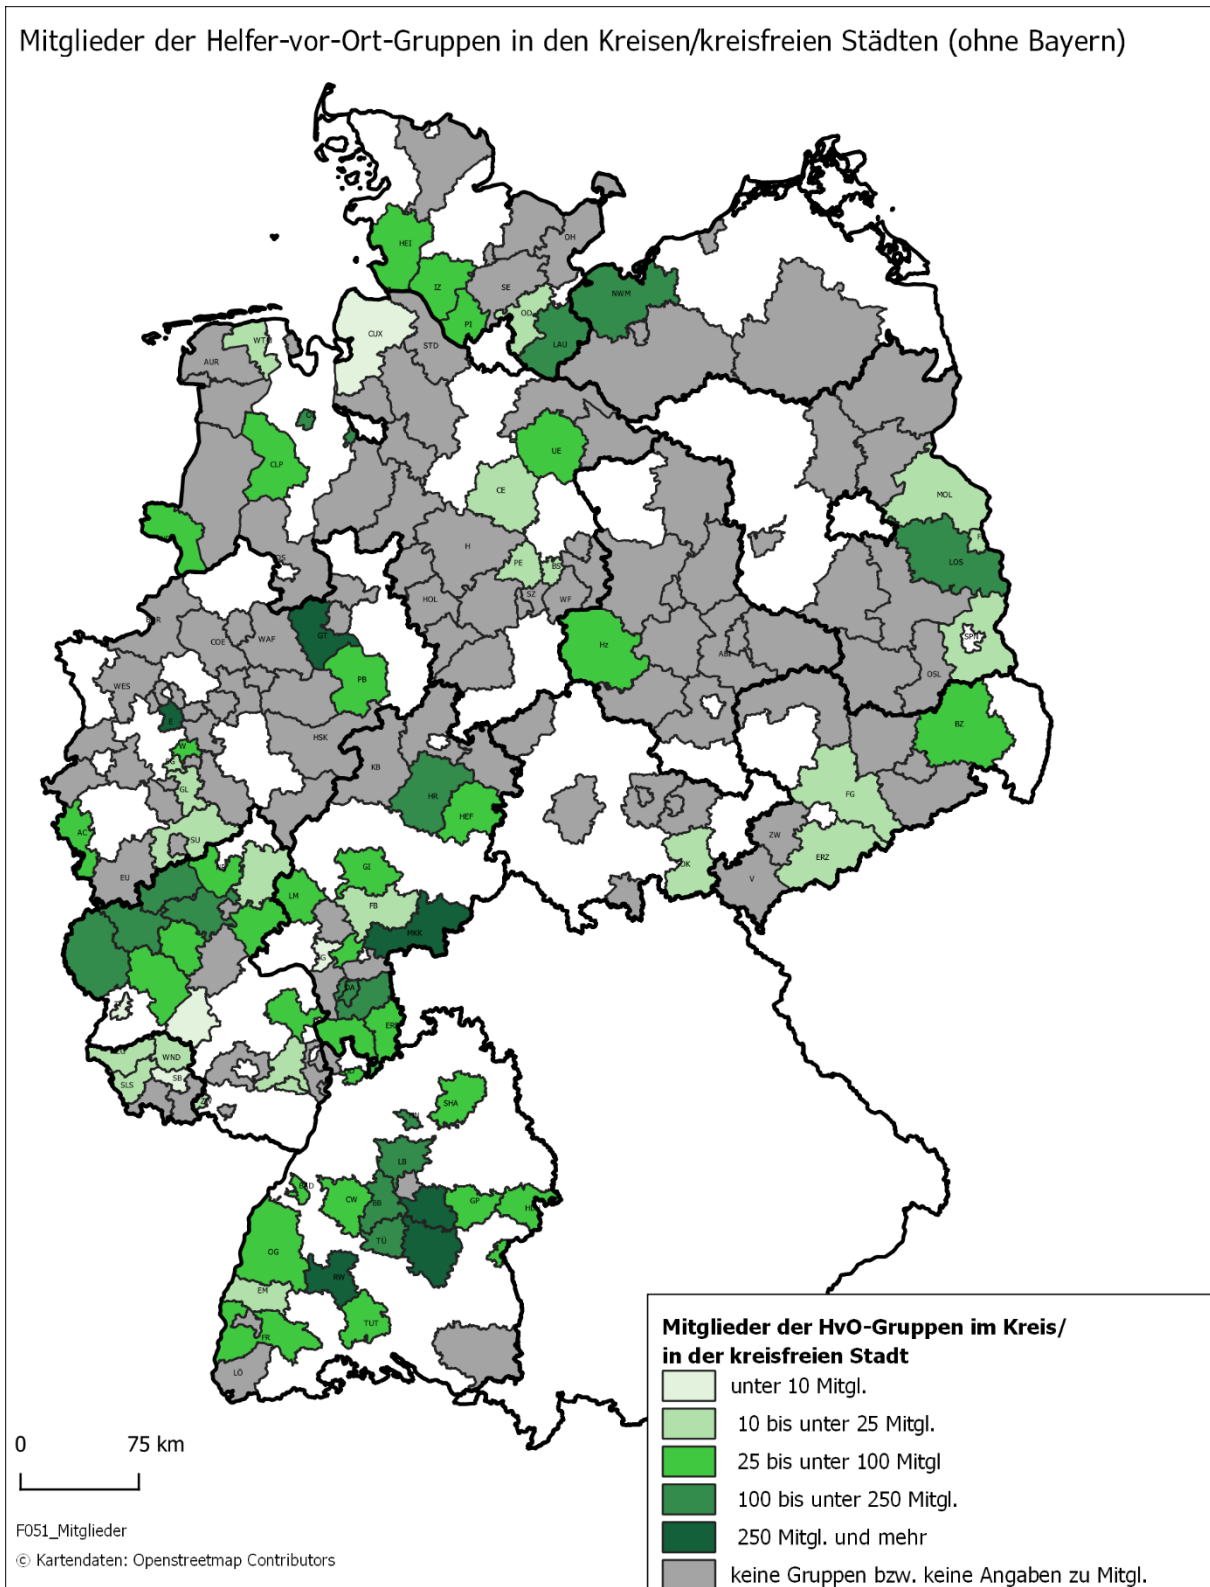 Mitglieder der Helfer-vor-Ort-Gruppen in den Kreisen/kreisfreien Städten (ohne Bayern)
HEI
OH
IZ
SE
NWM
OD
PI
CUX
WTM
STD
LAU
AUR
UE
CLP
CE
MOL
H
PE
BS
LOS
HOL
SZ
WF
COE
WAF
GT
Hz
SPN
ABI
PB
OSL
WES
E
BZ
HSK
W
KB
GL
HR
FG
HEF
AC
ZW
SU
ERZ
EU
GI
OK
V
LM
FB
MKK
DA
ERB
WND
SLS
SB
SHA
LB
CW
BB
GP
TÜ
OG
RW
EM
TUT
FR
LÖ
Mitglieder der HvO-Gruppen im Kreis/
in der kreisfreien Stadt
unter 10 Mitgl.
10 bis unter 25 Mitgl.
25 bis unter 100 Mitgl
100 bis unter 250 Mitgl.
250 Mitgl. und mehr
keine Gruppen bzw. keine Angaben zu Mitgl.
0 75 km
F051_Mitglieder
© Kartendaten: Openstreetmap Contributors